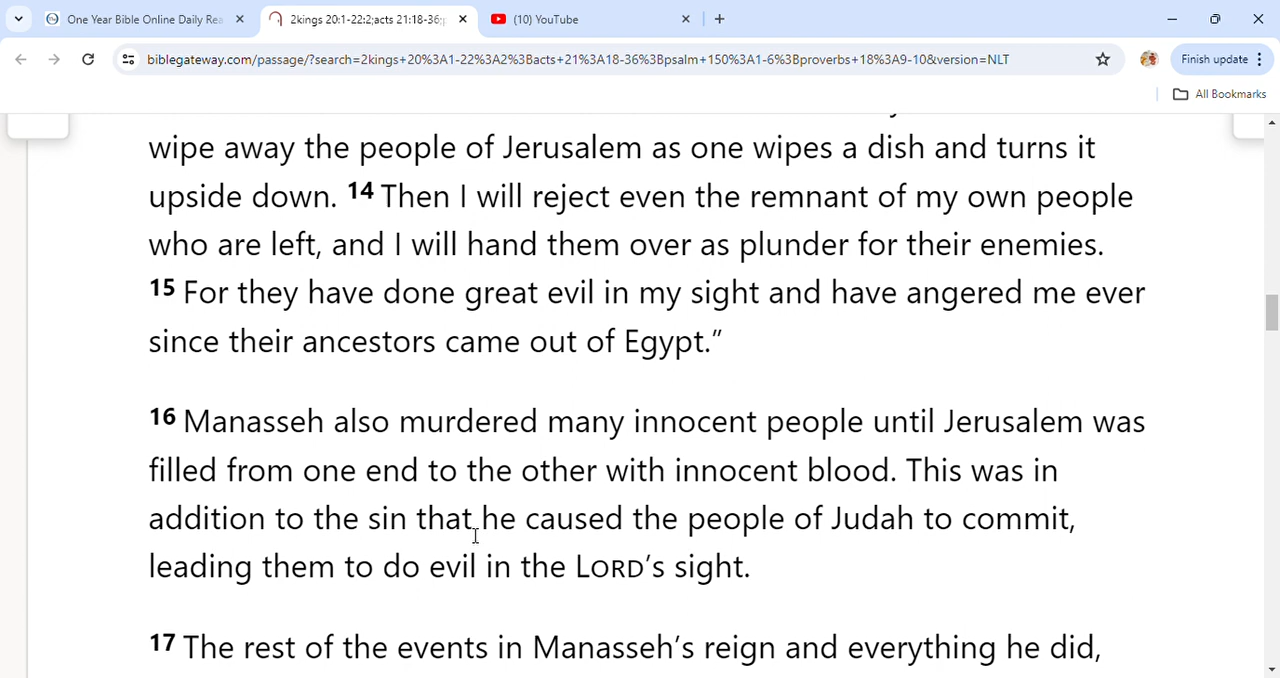 One Year Bible Online Daily Rea
2kings 20:1-22:2;acts 21:18-36;p
(10) YouTube
biblegateway.com/passage/?search=2kings+20%3A1-22%3A2%3Bacts+21%3A18-36%3Bpsalm+150%3A1-6%3Bproverbs+18%3A9-10&version=NLT
Finish update
All Bookmarks
wipe away the people of Jerusalem as one wipes a dish and turns it
upside down. 14 Then I will reject even the remnant of my own people
who are left, and I will hand them over as plunder for their enemies.
15 For they have done great evil in my sight and have angered me ever
since their ancestors came out of Egypt.”
16 Manasseh also murdered many innocent people until Jerusalem was
filled from one end to the other with innocent blood. This was in
addition to the sin that he caused the people of Judah to commit,
leading them to do evil in the LORD’s sight.
17 The rest of the events in Manasseh’s reign and everything he did,